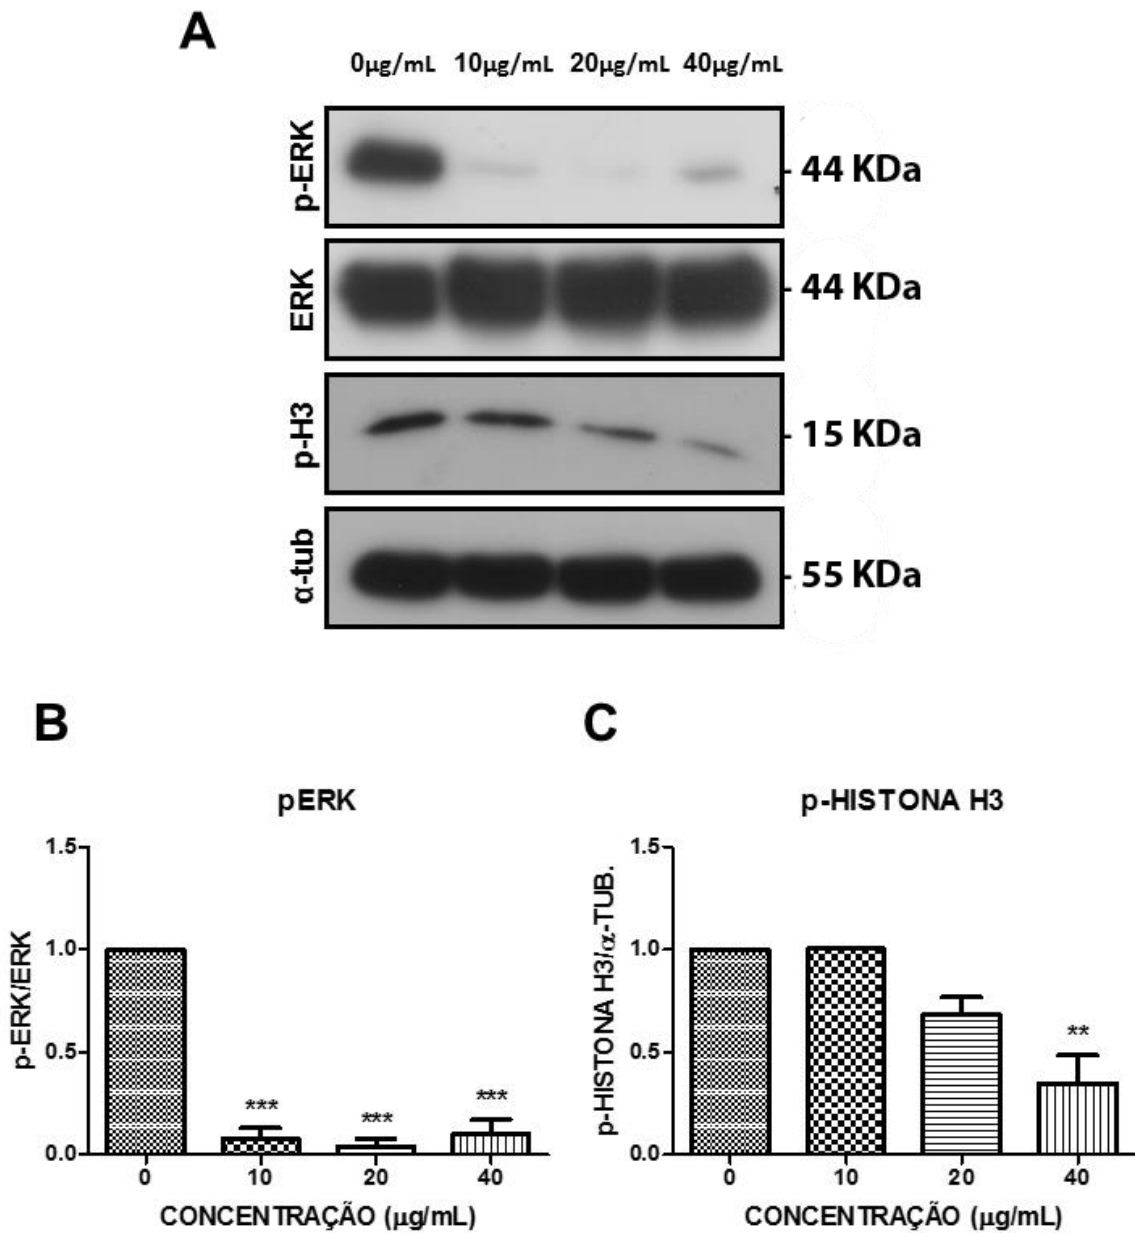 A
0µg/mL 10µg/mL 20µg/mL 40µg/mL
p-ERK
44 KDa
ERK
44 KDa
p-H3
15 KDa
α-tub
55 KDa
B
pERK
p-ERK/ERK
1.5
1.0
0.5
0.0
***
***
***
0 10 20 40
CONCENTRAÇÃO (µg/mL)
C
p-HISTONA H3
p-HISTONA H3/α-TUB.
1.5
1.0
0.5
0.0
**
0 10 20 40
CONCENTRAÇÃO (µg/mL)